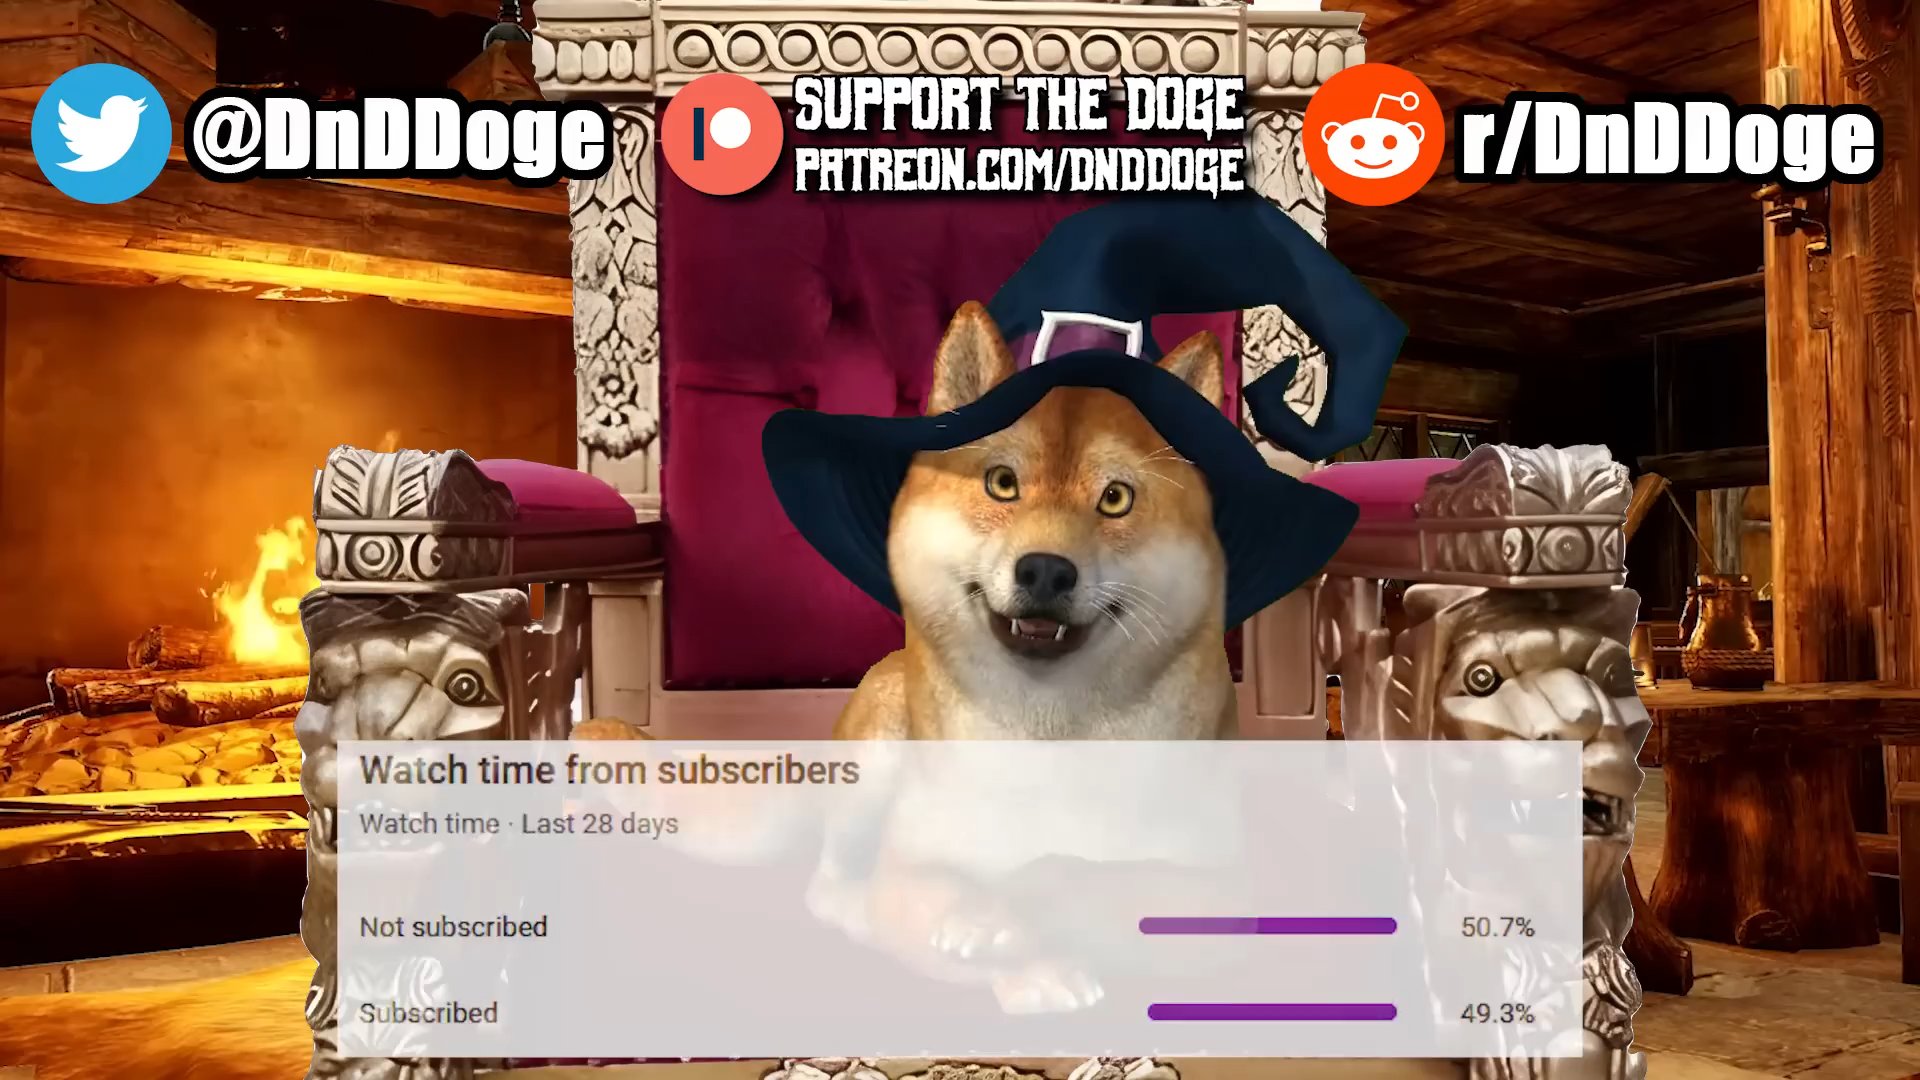 @DnDDoge
SUPPORT THE DOGE
PATREON.COM/DNDDOGE
r/DnDDoge
Watch time from subscribers
Watch time · Last 28 days
Not subscribed 50.7%
Subscribed 49.3%